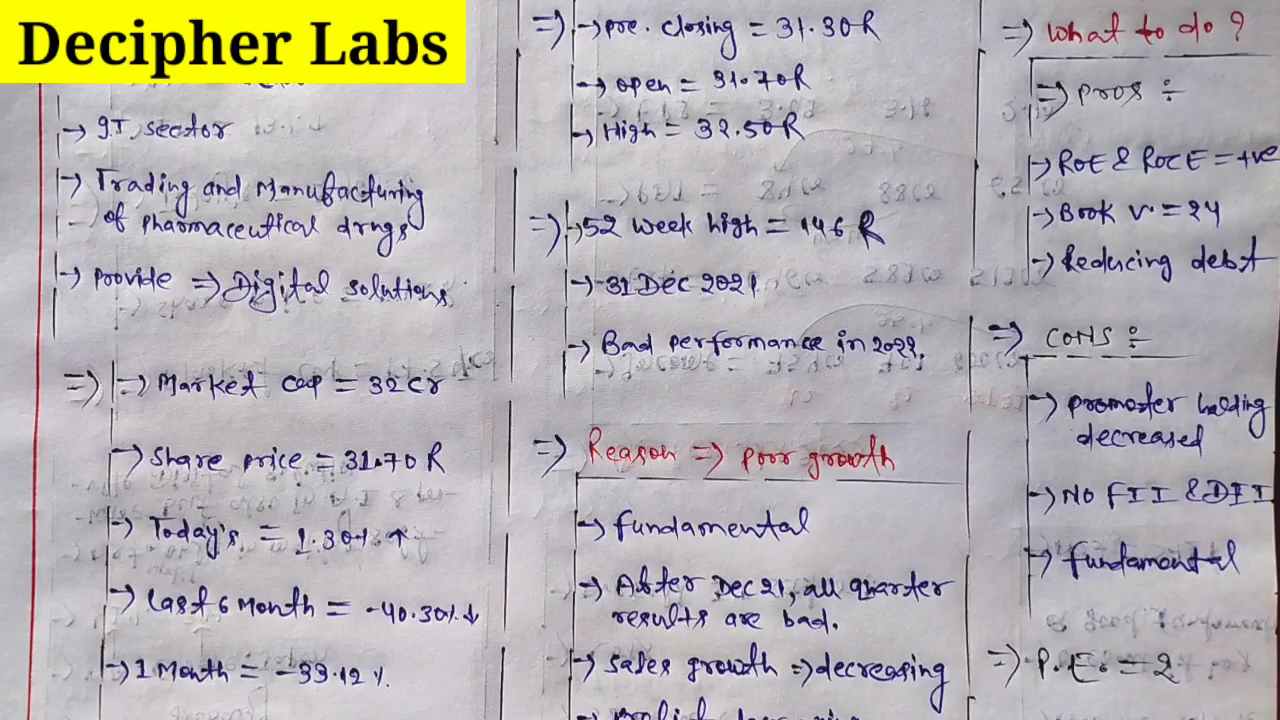 Decipher Labs
→ I.T. sector
→ Trading and Manufacturing
of pharmaceutical drugs
→ provide ⇒ Digital solutions
⇒ → Market cap = 32 cr
→ Share price = 31.70 R
→ Today's = 1.30%. ↑
→ Last 6 Month = -40.30%. ↓
→ 1 Month = -33.12 %.
⇒ → pre. closing = 31.30 R
→ open = 31.70 R
→ High = 32.50 R
⇒ → 52 week high = 146 R
→ 31 Dec 2021
→ Bad performance in 2022.
⇒ Reason ⇒ poor growth
→ fundamental
→ After Dec 21, all quarter
results are bad.
→ sales growth ⇒ decreasing
⇒ What to do ?
⇒ PROS ÷
→ ROE & ROCE = +ve
→ Book V. = 24
→ Reducing debt
⇒ CONS ÷
→ promoter holding
decreased
→ NO FII & DII
→ fundamental
⇒ P.E. = 2